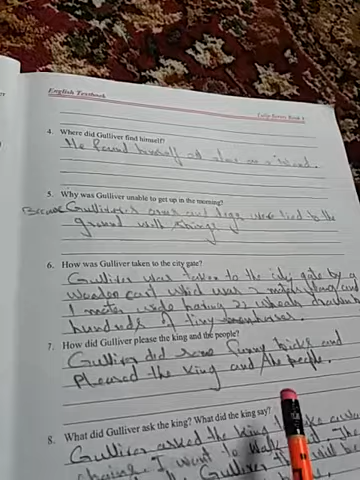 English Textbook
Tulip Series Book 4
4. Where did Gulliver find himself?
He found himself at alone on a Island.
5. Why was Gulliver unable to get up in the morning?
Because Gulliver's arms and legs were tied to the
ground with strings
6. How was Gulliver taken to the city gate?
Gulliver was taken to the city gate by a
wooden cart which was 2 meters long and
1 meter wide having 22 wheels drawn by
hundreds of tiny horses.
7. How did Gulliver please the king and the people?
Gulliver did some funny tricks and
Pleased the king and the people.
8. What did Gulliver ask the king? What did the king say?
Gulliver asked the king
I want to The
Gulliver will be